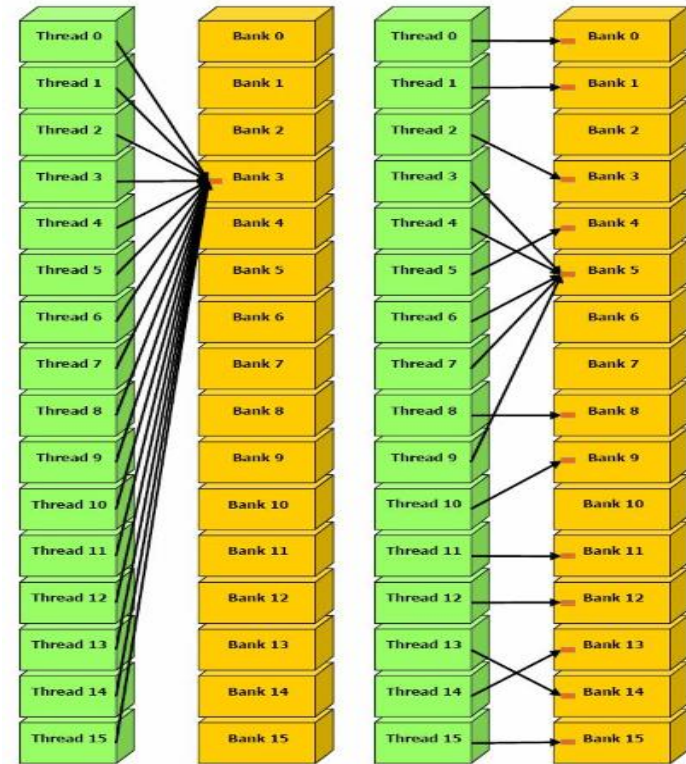 Thread 0 Bank 0 Thread 0 Bank 0
Thread 1 Bank 1 Thread 1 Bank 1
Thread 2 Bank 2 Thread 2 Bank 2
Thread 3 Bank 3 Thread 3 Bank 3
Thread 4 Bank 4 Thread 4 Bank 4
Thread 5 Bank 5 Thread 5 Bank 5
Thread 6 Bank 6 Thread 6 Bank 6
Thread 7 Bank 7 Thread 7 Bank 7
Thread 8 Bank 8 Thread 8 Bank 8
Thread 9 Bank 9 Thread 9 Bank 9
Thread 10 Bank 10 Thread 10 Bank 10
Thread 11 Bank 11 Thread 11 Bank 11
Thread 12 Bank 12 Thread 12 Bank 12
Thread 13 Bank 13 Thread 13 Bank 13
Thread 14 Bank 14 Thread 14 Bank 14
Thread 15 Bank 15 Thread 15 Bank 15